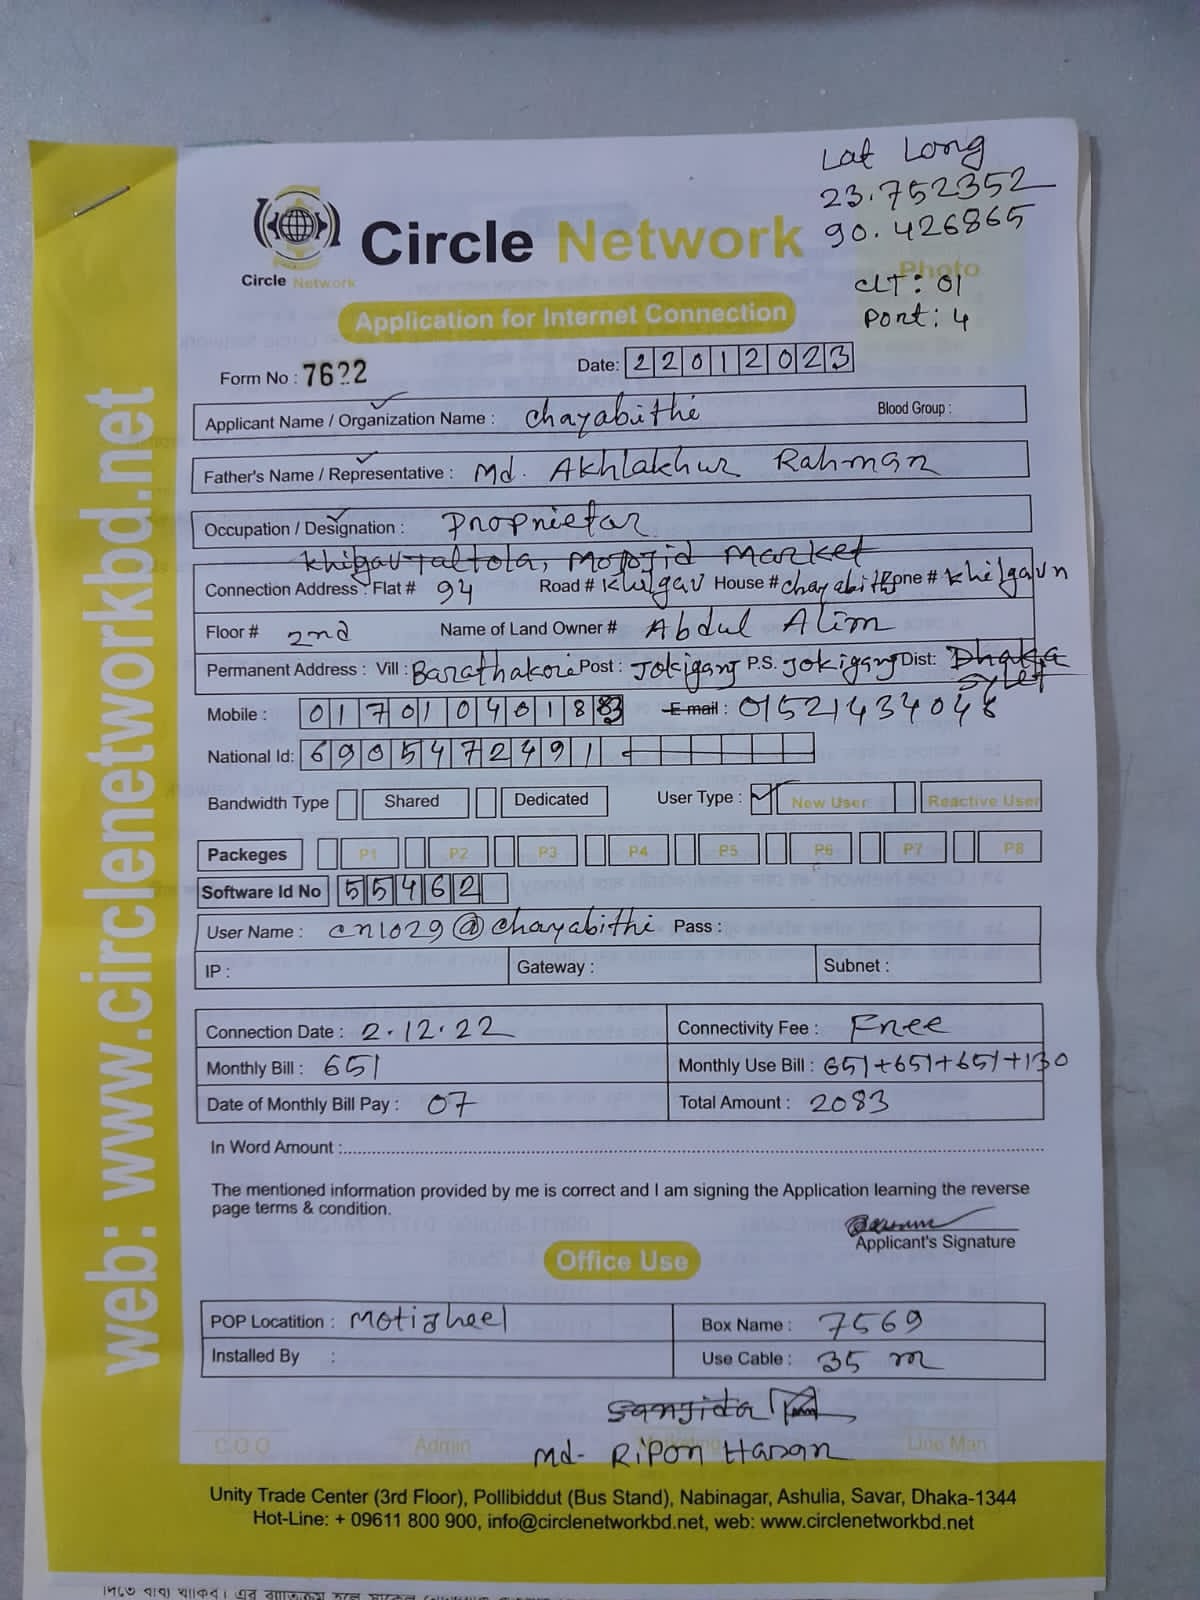 Lat Long
23.752352
90.426865
Photo
CLT: 01
Port: 4
Circle Network
Circle Network
Application for Internet Connection
Form No : 7622
Date: 22012023
Applicant Name / Organization Name : Chayabithi Blood Group :
Father's Name / Representative : Md. Akhlakhur Rahman
Occupation / Designation : Proprietar
Khilgav taltola, Mosjid Market
Connection Address : Flat # 94 Road # Khilgav House # chayabithi Zone # Khilgavn
Floor # 2nd Name of Land Owner # Abdul Alim
Permanent Address : Vill : Barathakori Post : Jokigang P.S. Jokigang Dist: Dhaka
Sylet
Mobile : 0170104018 83 E-mail : 01521434048
National Id: 6905472491
Bandwidth Type Shared Dedicated User Type : New User Reactive User
Packeges P1 P2 P3 P4 P5 P6 P7 P8
Software Id No 55462
User Name : cn1029@chayabithi Pass :
IP : Gateway : Subnet :
Connection Date : 2.12.22 Connectivity Fee : Free
Monthly Bill : 651 Monthly Use Bill : 651+651+651+130
Date of Monthly Bill Pay : 07 Total Amount : 2083
In Word Amount :
The mentioned information provided by me is correct and I am signing the Application learning the reverse
page terms & condition.
Applicant's Signature
Office Use
POP Locatition : Motigheel Box Name : 7569
Installed By : Use Cable : 35 m
Sanjida
Md- Ripon Hasan
C.O.O Admin Marketing Line Man
Unity Trade Center (3rd Floor), Pollibiddut (Bus Stand), Nabinagar, Ashulia, Savar, Dhaka-1344
Hot-Line: + 09611 800 900, info@circlenetworkbd.net, web: www.circlenetworkbd.net
web: www.circlenetworkbd.net